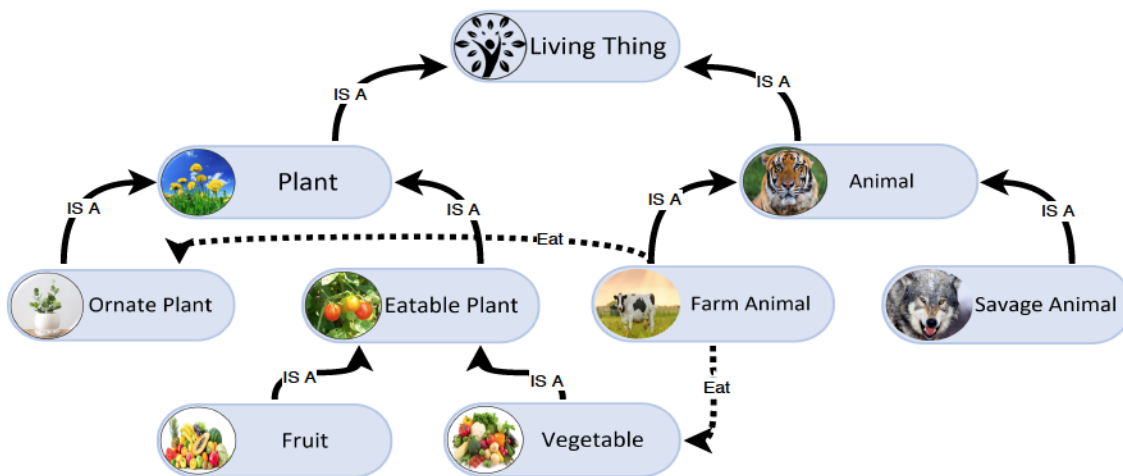 Living Thing
IS A
IS A
Plant
Animal
IS A
IS A
IS A
IS A
Eat
Ornate Plant
Eatable Plant
Farm Animal
Savage Animal
IS A
IS A
Eat
Fruit
Vegetable